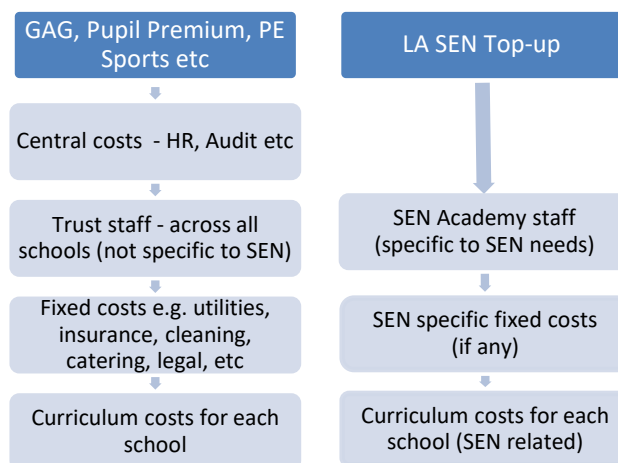 GAG, Pupil Premium, PE
Sports etc
Central costs  - HR, Audit etc
Trust staff - across all
schools (not specific to SEN)
Fixed costs e.g. utilities,
insurance, cleaning,
catering, legal, etc
Curriculum costs for each
school
LA SEN Top-up
SEN Academy staff
(specific to SEN needs)
SEN specific fixed costs
(if any)
Curriculum costs for each
school (SEN related)